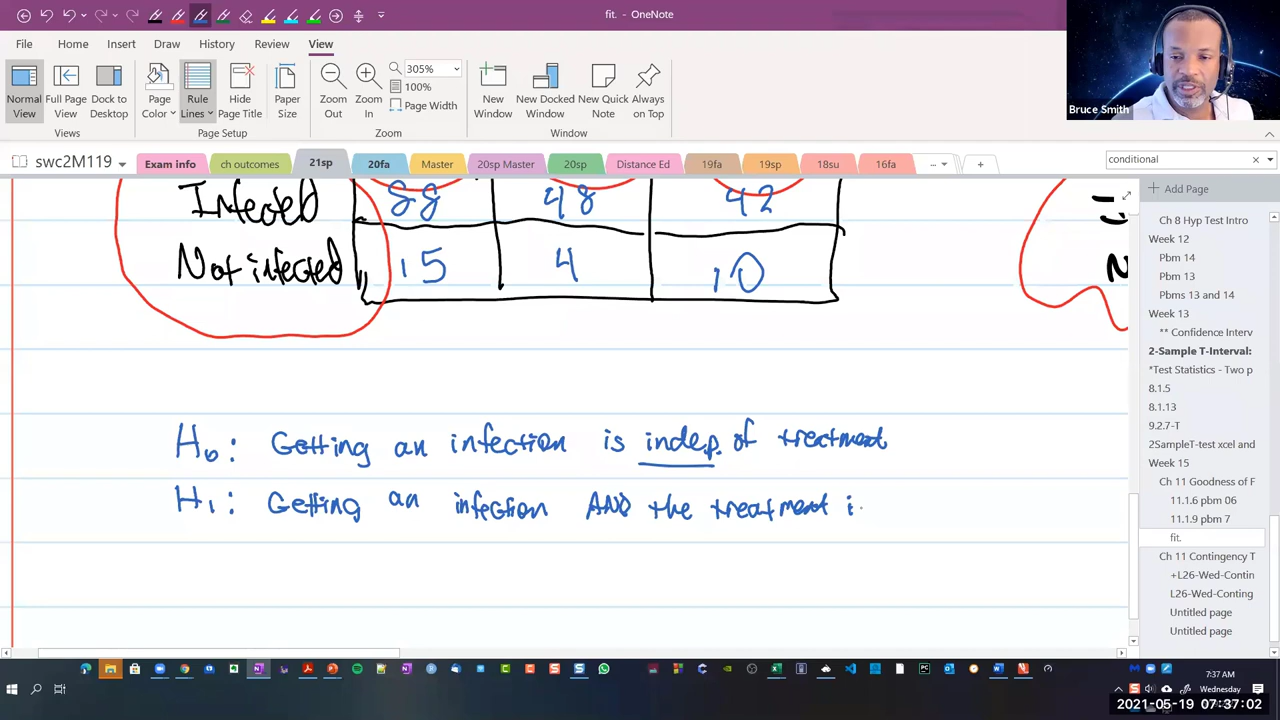 fit. - OneNote
File Home Insert Draw History Review View
Normal View
Full Page View
Dock to Desktop
Views
Page Color
Rule Lines
Hide Page Title
Paper Size
Page Setup
Zoom Out
Zoom In
305%
100%
Page Width
Zoom
New Window
New Docked Window
New Quick Note
Always on Top
Window
Bruce Smith
swc2M119
Exam info ch outcomes 21sp 20fa Master 20sp Master 20sp Distance Ed 19fa 19sp 18su 16fa
conditional
Add Page
Infected 88 48 42
Not infected 15 4 10
H₀: Getting an infection is indep. of treatment
H₁: Getting an infection AND the treatment i
Ch 8 Hyp Test Intro
Week 12
Pbm 14
Pbm 13
Pbms 13 and 14
Week 13
** Confidence Interv
2-Sample T-Interval:
*Test Statistics - Two p
8.1.5
8.1.13
9.2.7-T
2SampleT-test xcel and
Week 15
Ch 11 Goodness of F
11.1.6 pbm 06
11.1.9 pbm 7
fit.
Ch 11 Contingency T
+L26-Wed-Contin
L26-Wed-Conting
Untitled page
Untitled page
7:37 AM
Wednesday
2021-05-19 07:37:02